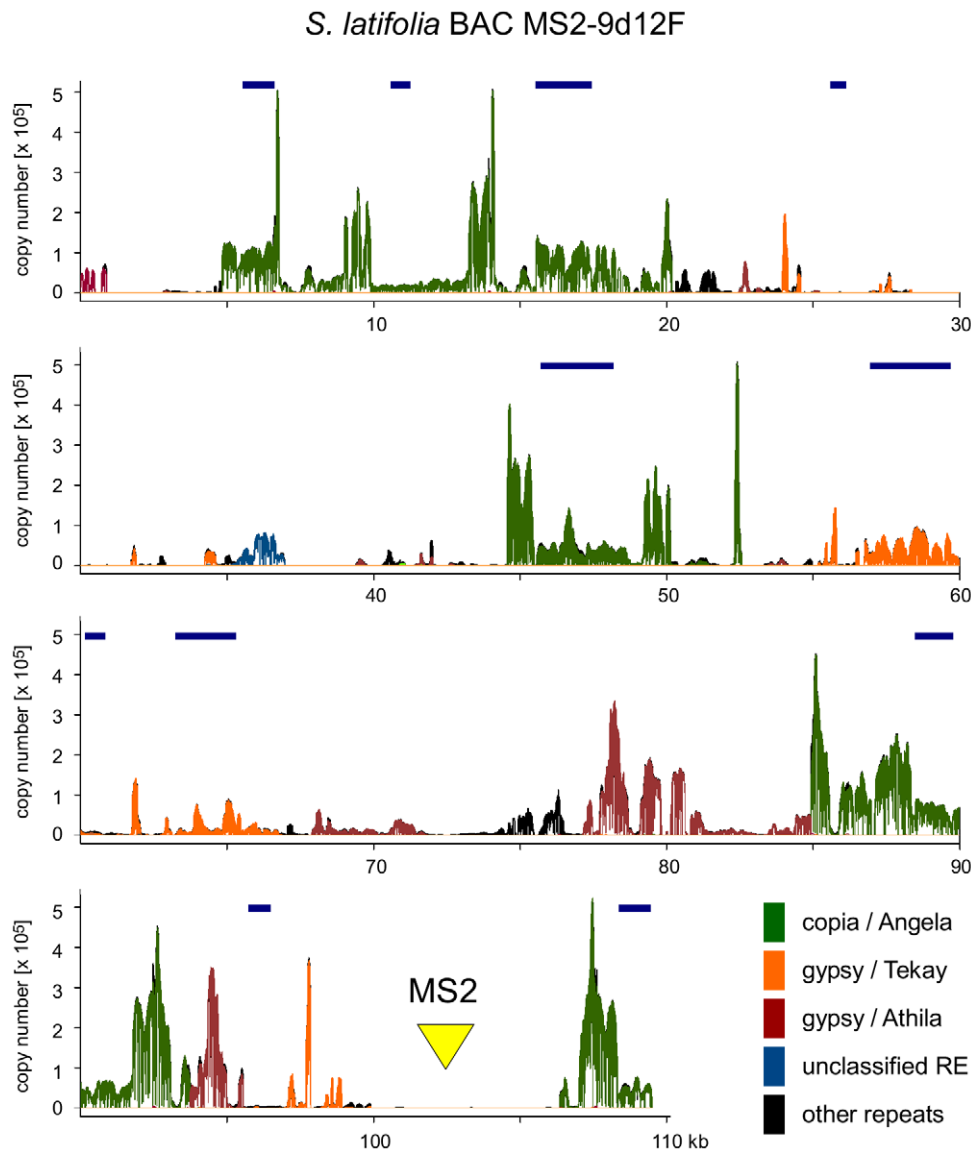 S. latifolia BAC MS2-9d12F
copy number [x 10⁵]
5
4
3
2
1
0
10
20
30
copy number [x 10⁵]
5
4
3
2
1
0
40
50
60
copy number [x 10⁵]
5
4
3
2
1
0
70
80
90
copy number [x 10⁵]
5
4
3
2
1
0
MS2
100
110 kb
copia / Angela
gypsy / Tekay
gypsy / Athila
unclassified RE
other repeats